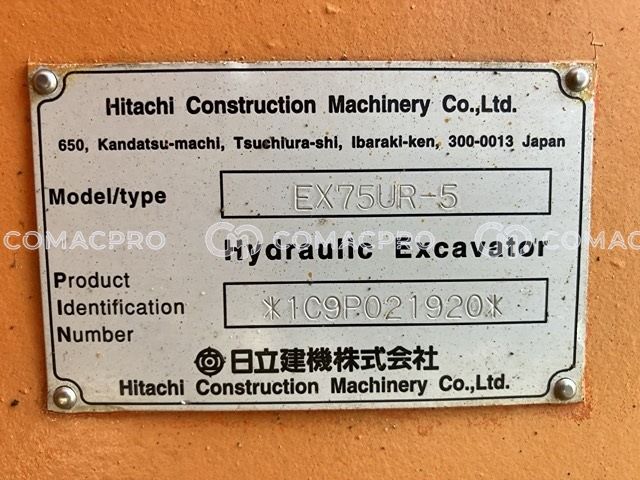 Hitachi Construction Machinery Co.,Ltd.
650, Kandatsu-machi, Tsuchiura-shi, Ibaraki-ken, 300-0013 Japan
Model/type EX75UR-5
COMACPRO COMACPRO COMACPRO
Hydraulic Excavator
Product
Identification *1C9P021920*
Number
日立建機株式会社
Hitachi Construction Machinery Co.,Ltd.